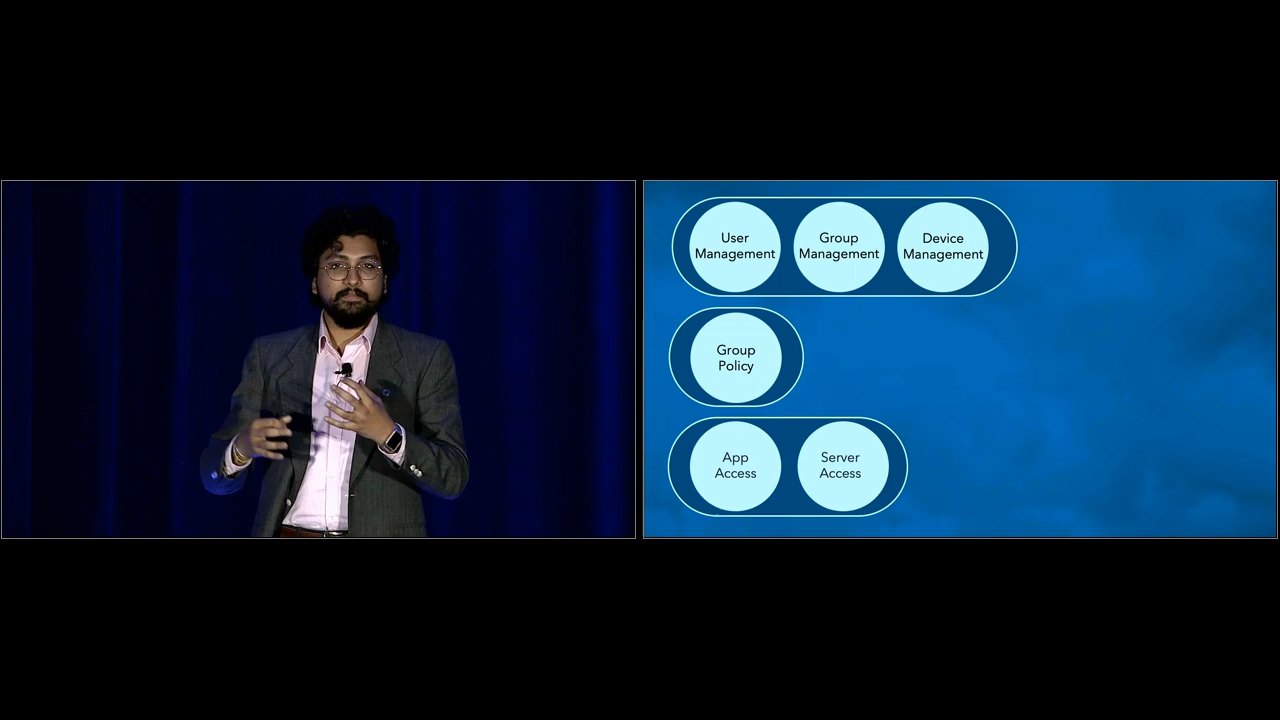 User
Management
Group
Management
Device
Management
Group
Policy
App
Access
Server
Access